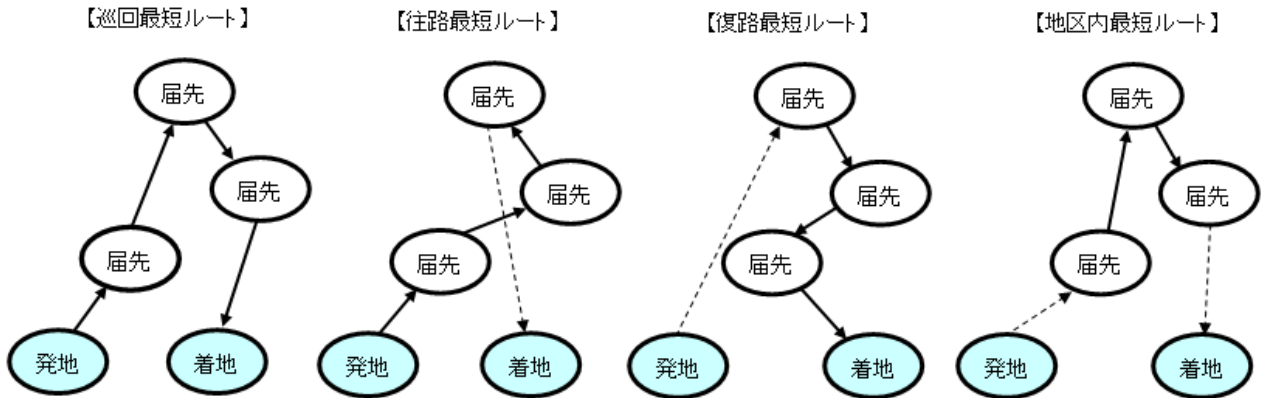 【巡回最短ルート】
届先
届先
届先
発地
着地
【往路最短ルート】
届先
届先
届先
発地
着地
【復路最短ルート】
届先
届先
届先
発地
着地
【地区内最短ルート】
届先
届先
届先
発地
着地